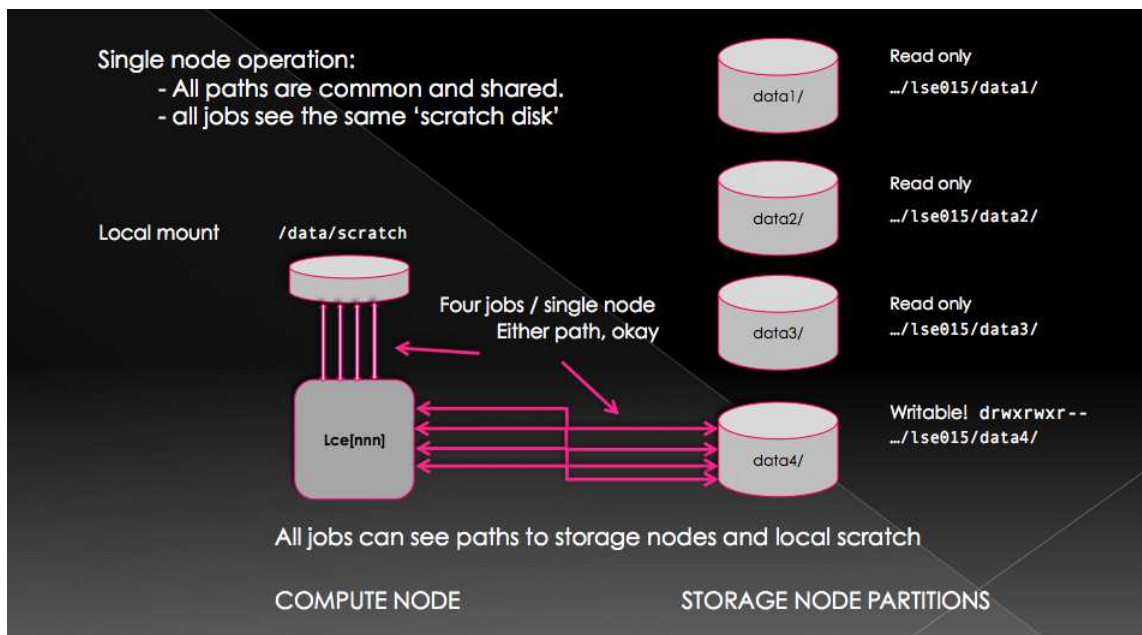 Single node operation:
- All paths are common and shared.
- all jobs see the same ‘scratch disk’
Local mount
/data/scratch
Four jobs / single node
Either path, okay
Lce[nnn]
data1/
Read only
…/lse015/data1/
data2/
Read only
…/lse015/data2/
data3/
Read only
…/lse015/data3/
data4/
Writable! drwxrwxr--
…/lse015/data4/
All jobs can see paths to storage nodes and local scratch
COMPUTE NODE
STORAGE NODE PARTITIONS